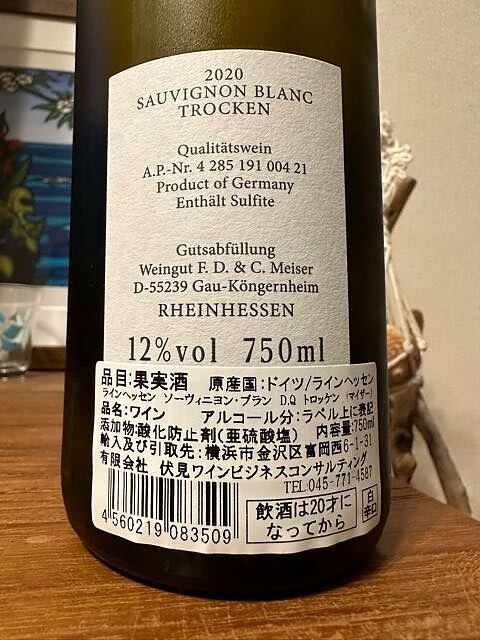 2020
SAUVIGNON BLANC
TROCKEN
Qualitätswein
A.P.-Nr. 4 285 191 004 21
Product of Germany
Enthält Sulfite
Gutsabfüllung
Weingut F. D. & C. Meiser
D-55239 Gau-Köngernheim
RHEINHESSEN
12%vol 750ml
品目:果実酒 原産国:ドイツ/ラインヘッセン
ラインヘッセン ソーヴィニヨン・ブラン D.Q トロッケン (マイザー)
品名:ワイン アルコール分:ラベル上に表記
添加物:酸化防止剤(亜硫酸塩) 内容量:750ml
輸入及び引取先:横浜市金沢区富岡西6-1-31
有限会社 伏見ワインビジネスコンサルティング
TEL:045-771-4587
4 560219 083509
飲酒は20才に
なってから
白
辛口